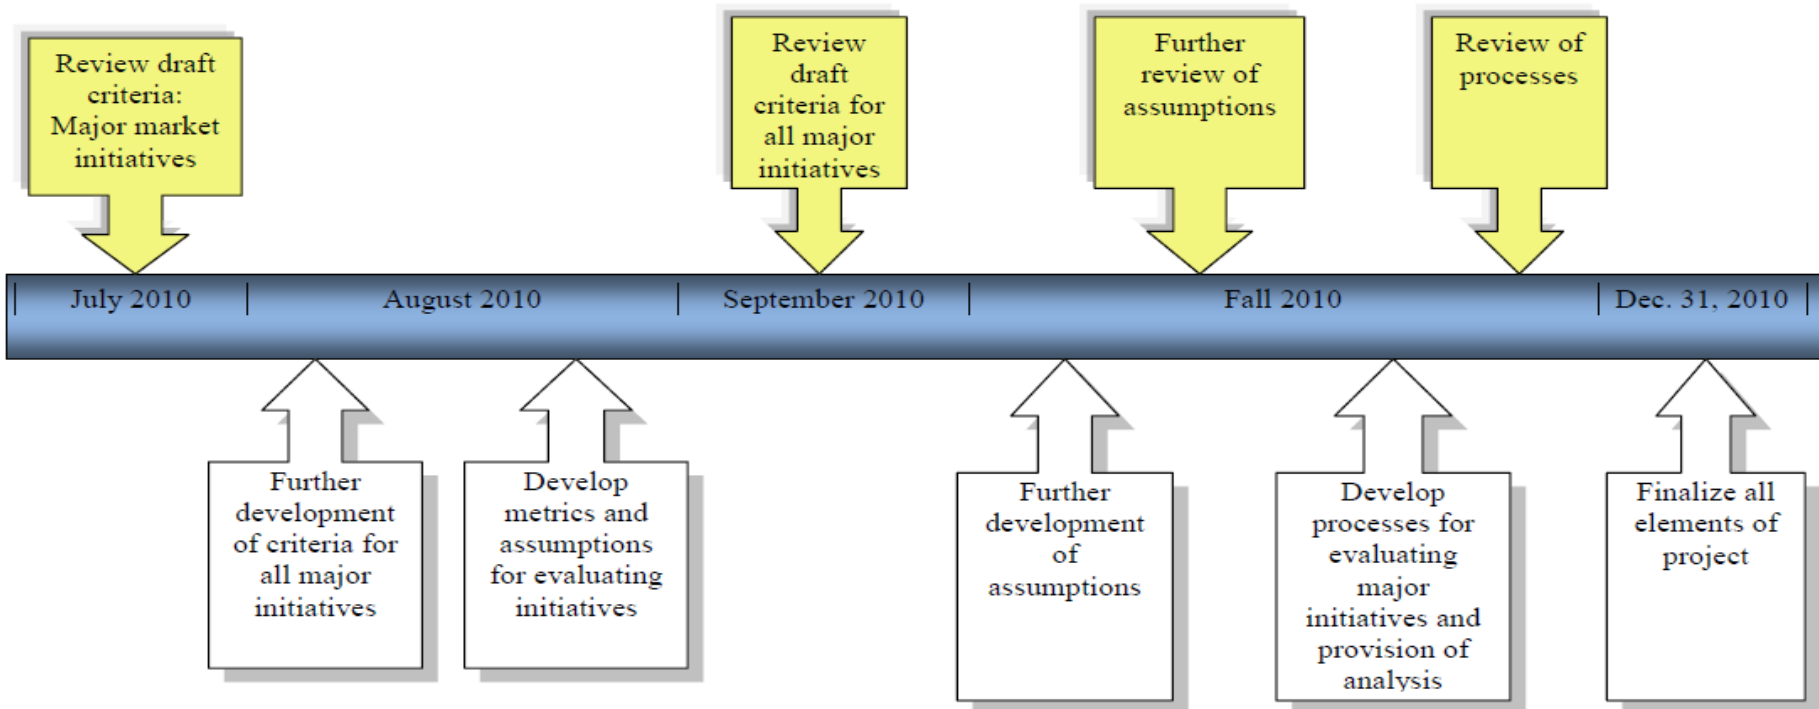 Review draft
criteria:
Major market
initiatives
Review
draft
criteria for
all major
initiatives
Further
review of
assumptions
Review of
processes
July 2010
August 2010
September 2010
Fall 2010
Dec. 31, 2010
Further
development
of criteria for
all major
initiatives
Develop
metrics and
assumptions
for evaluating
initiatives
Further
development
of
assumptions
Develop
processes for
evaluating
major
initiatives and
provision of
analysis
Finalize all
elements of
project